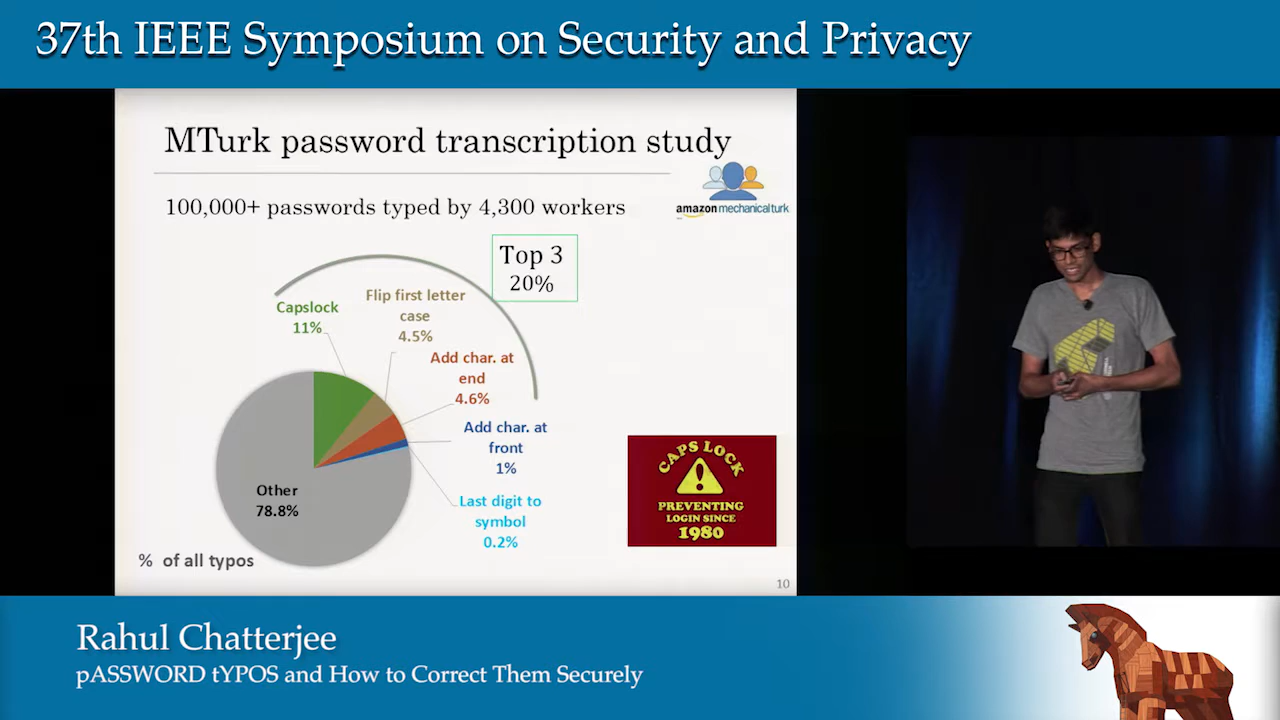 37th IEEE Symposium on Security and Privacy
MTurk password transcription study
100,000+ passwords typed by 4,300 workers
amazon mechanical turk
Top 3
20%
Capslock
11%
Flip first letter
case
4.5%
Add char. at
end
4.6%
Add char. at
front
1%
Last digit to
symbol
0.2%
Other
78.8%
% of all typos
CAPS LOCK
PREVENTING
LOGIN SINCE
1980
10
Rahul Chatterjee
pASSWORD tYPOS and How to Correct Them Securely